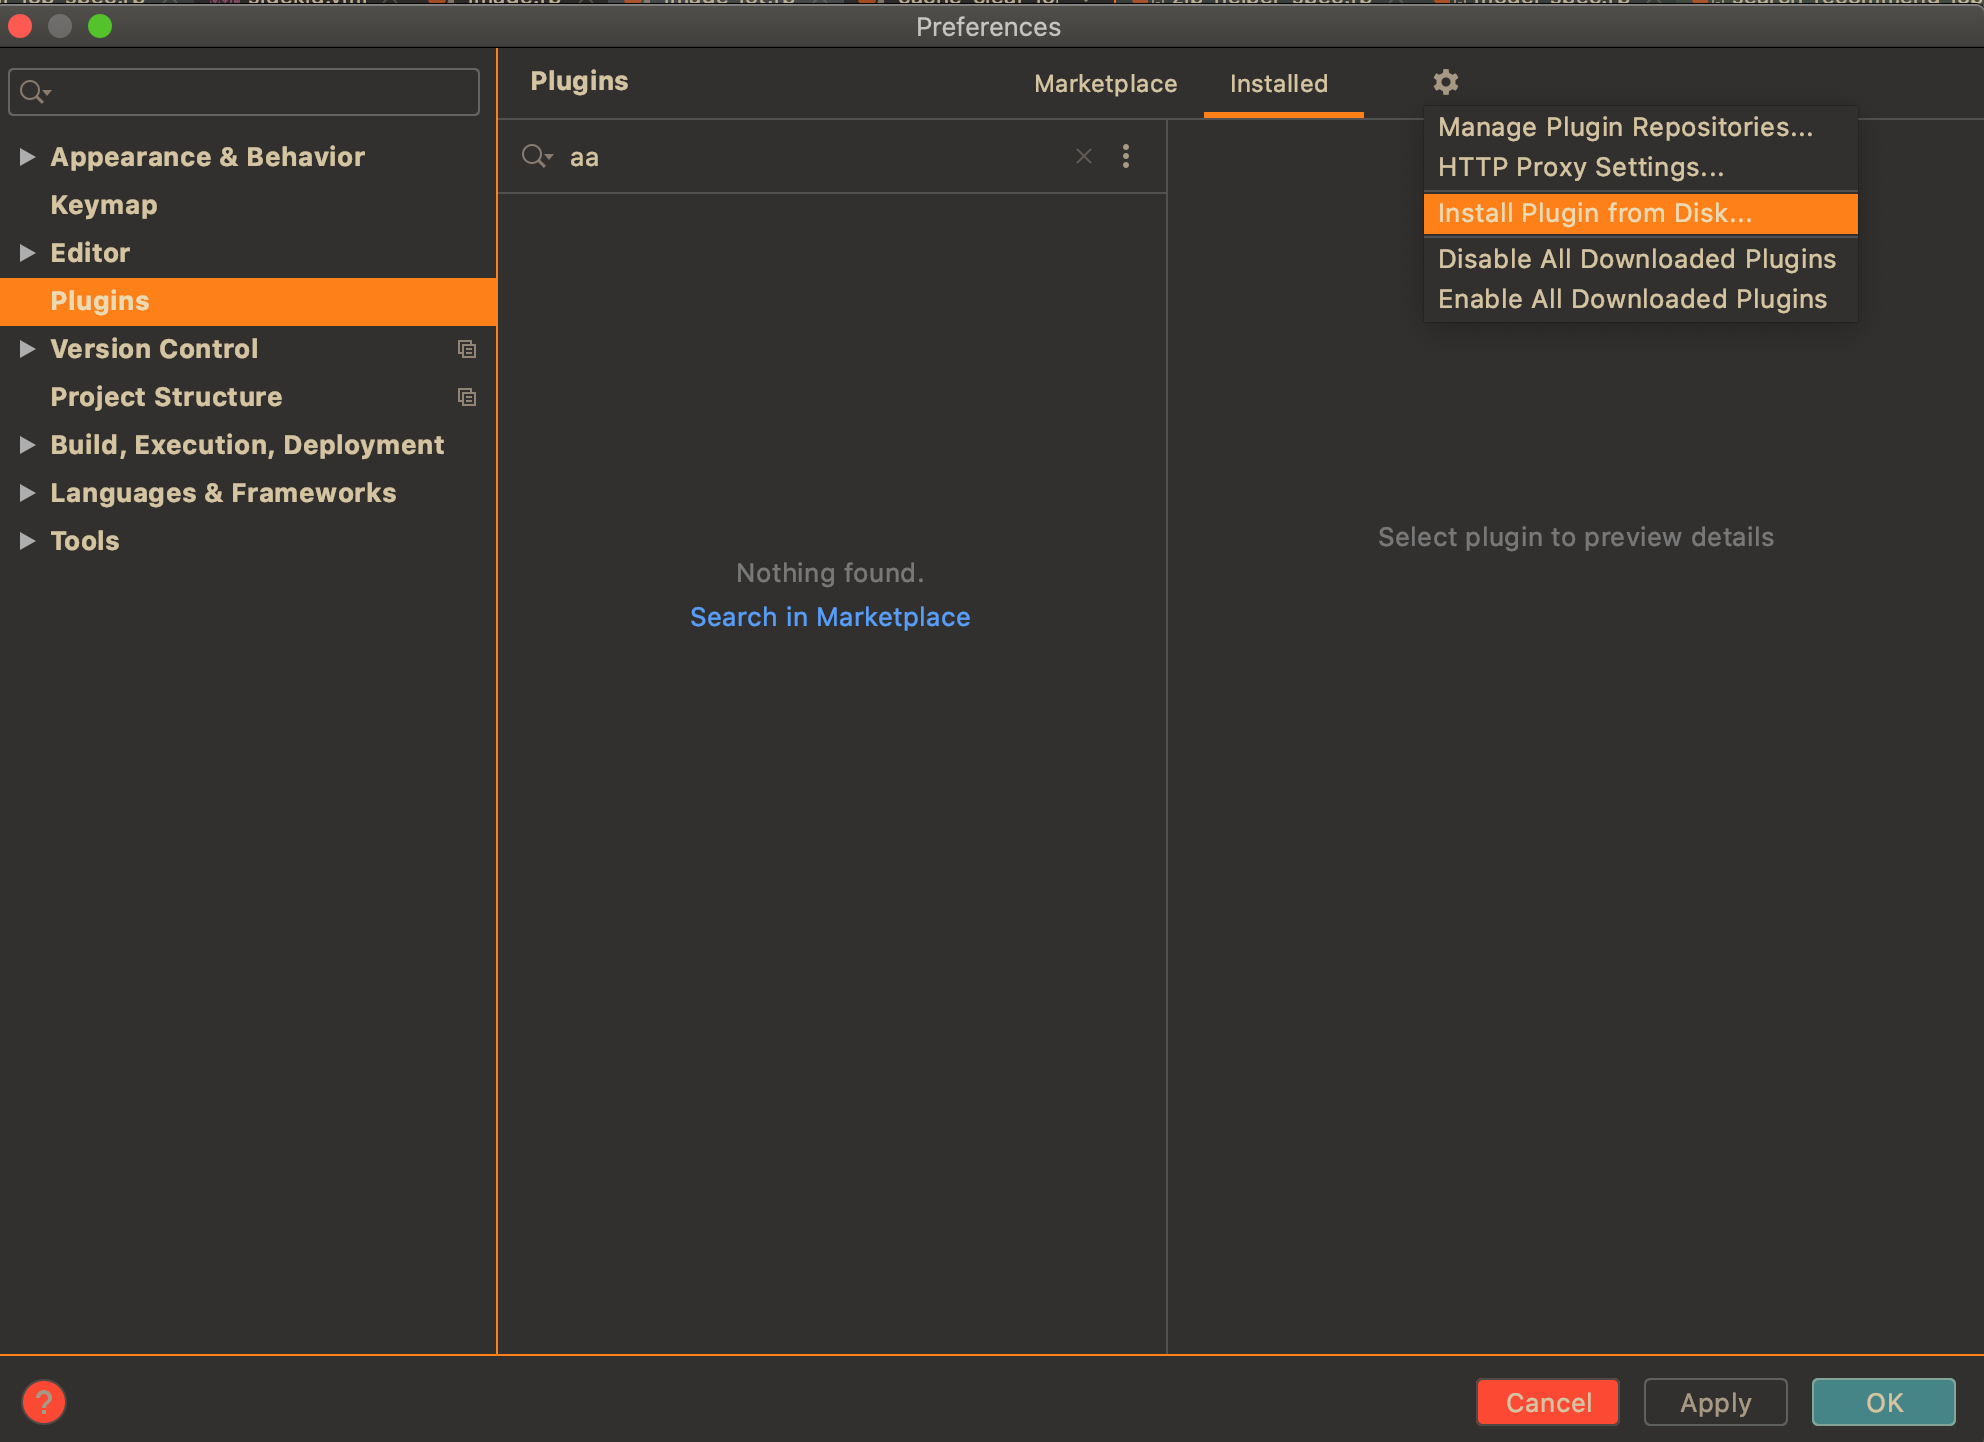 Preferences
Plugins
Marketplace
Installed
aa
Appearance & Behavior
Keymap
Editor
Plugins
Version Control
Project Structure
Build, Execution, Deployment
Languages & Frameworks
Tools
Manage Plugin Repositories...
HTTP Proxy Settings...
Install Plugin from Disk...
Disable All Downloaded Plugins
Enable All Downloaded Plugins
Nothing found.
Search in Marketplace
Select plugin to preview details
?
Cancel
Apply
OK